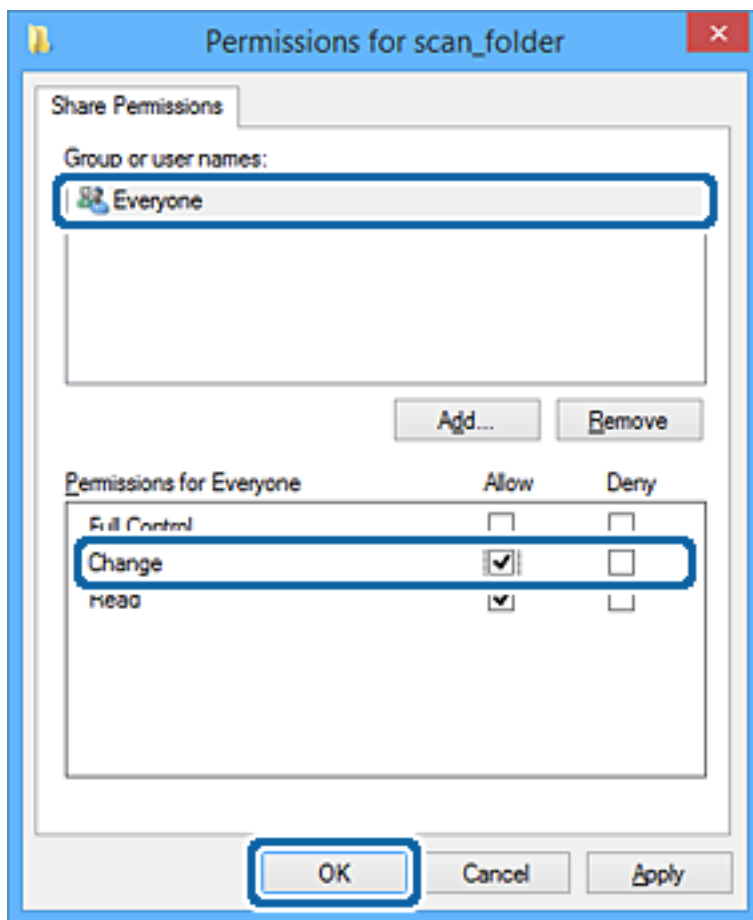 Permissions for scan_folder
Share Permissions
Group or user names:
Everyone
Add... Remove
Permissions for Everyone Allow Deny
Full Control
Change
Read
OK Cancel Apply